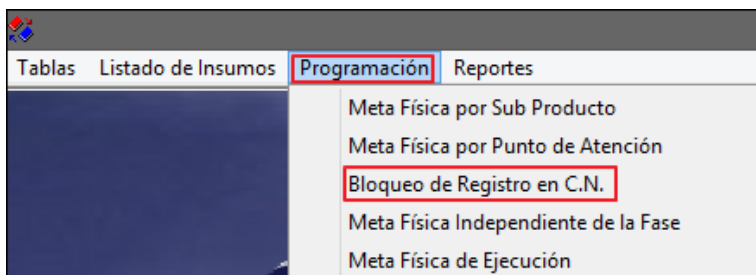 Tablas Listado de Insumos Programación Reportes
Meta Física por Sub Producto
Meta Física por Punto de Atención
Bloqueo de Registro en C.N.
Meta Física Independiente de la Fase
Meta Física de Ejecución